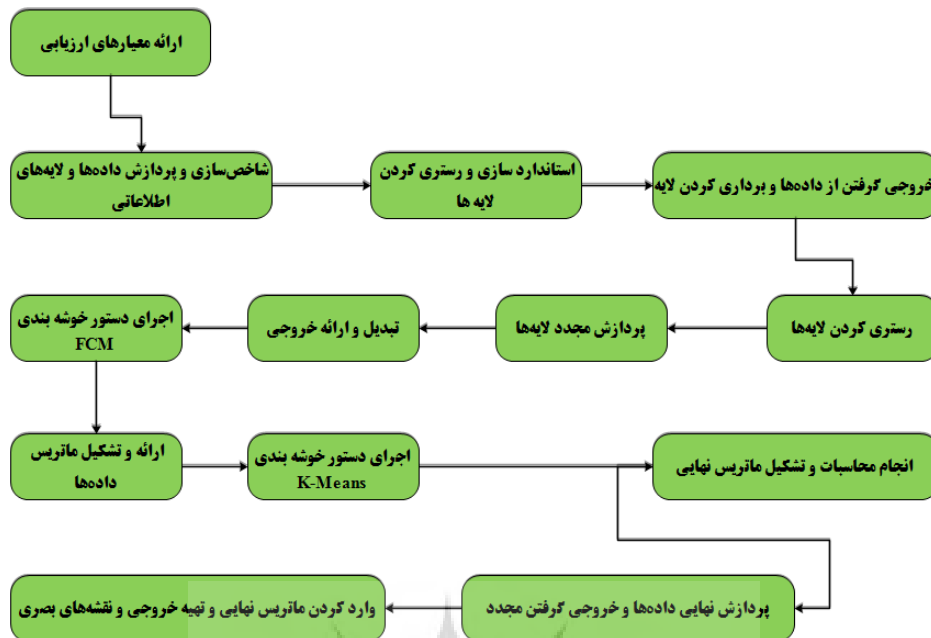 ارائه معیارهای ارزیابی
شاخص‌سازی و پردازش داده‌ها و لایه‌های
اطلاعاتی
استاندارد سازی و رستری کردن
لایه ها
خروجی گرفتن از داده‌ها و برداری کردن لایه
رستری کردن لایه‌ها
پردازش مجدد لایه‌ها
تبدیل و ارائه خروجی
اجرای دستور خوشه بندی
FCM
ارائه و تشکیل ماتریس
داده‌ها
اجرای دستور خوشه بندی
K-Means
انجام محاسبات و تشکیل ماتریس نهایی
پردازش نهایی داده‌ها و خروجی گرفتن مجدد
وارد کردن ماتریس نهایی و تهیه خروجی و نقشه‌های بصری